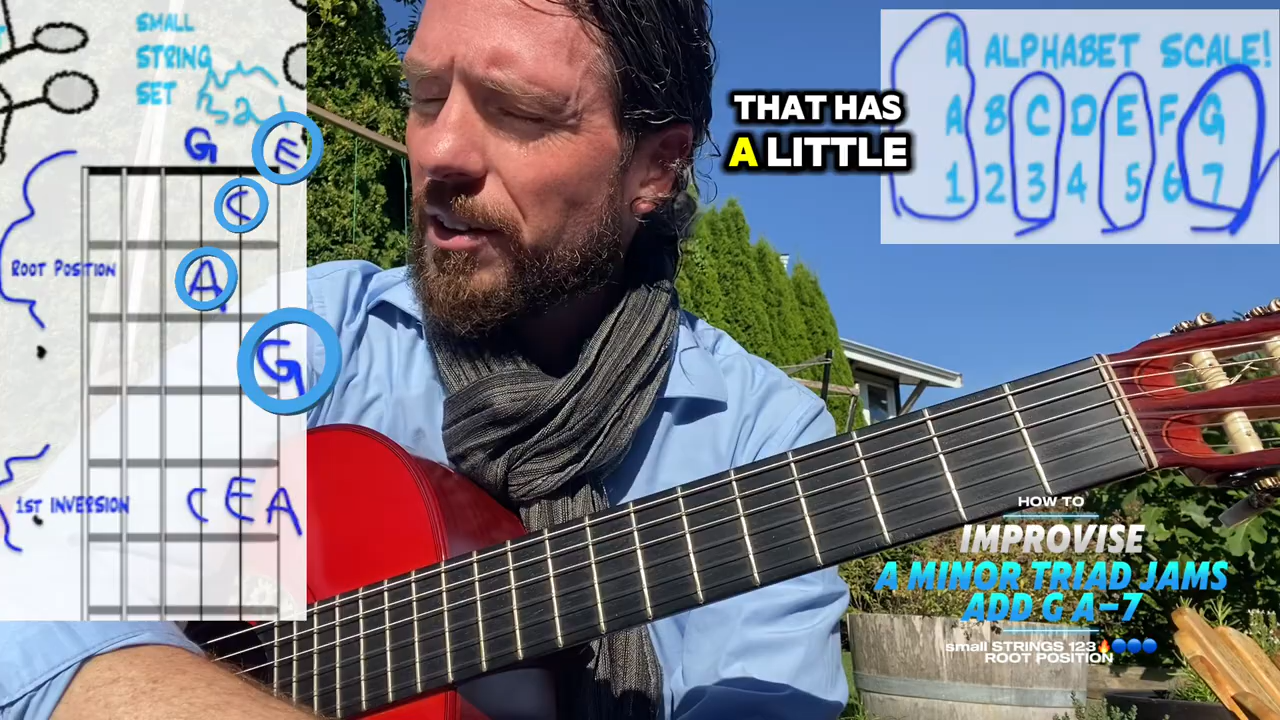 SMALL
STRING
SET
G E
C
ROOT POSITION
A
G
1ST INVERSION
C E A
THAT HAS
A LITTLE
A ALPHABET SCALE!
A B C D E F G
1 2 3 4 5 6 7
HOW TO
IMPROVISE
A MINOR TRIAD JAMS
ADD G A-7
small STRINGS 123🔥🔵🔵🔵
ROOT POSITION